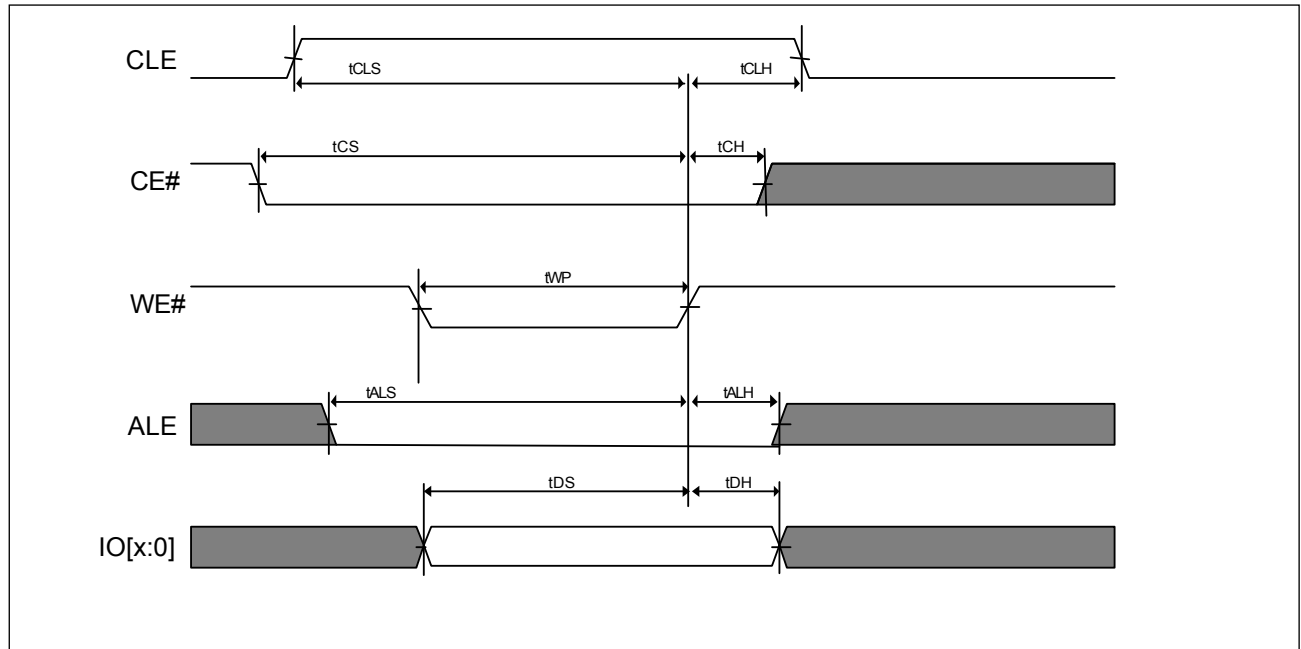 CLE
tCLS
tCLH
tCS
tCH
CE#
tWP
WE#
tALS
tALH
ALE
tDS
tDH
IO[x:0]